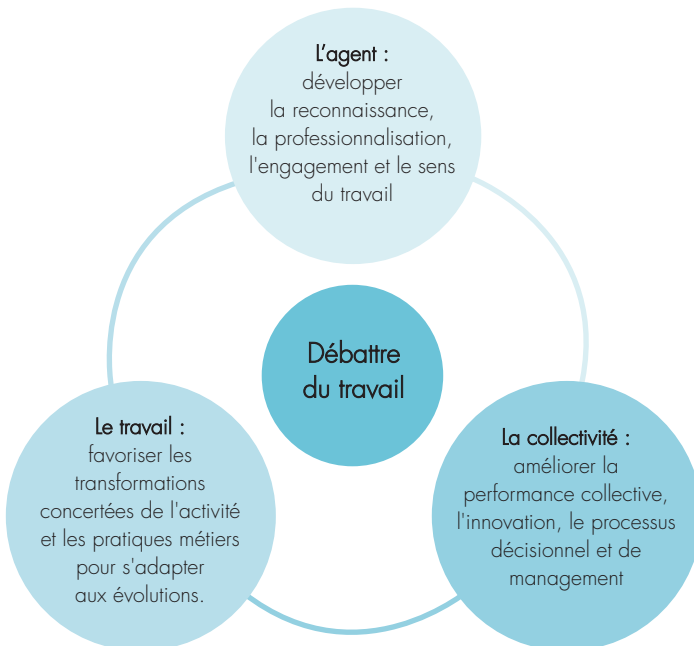 L'agent :
développer
la reconnaissance,
la professionnalisation,
l'engagement et le sens
du travail
Débattre
du travail
Le travail :
favoriser les
transformations
concertées de l'activité
et les pratiques métiers
pour s'adapter
aux évolutions.
La collectivité :
améliorer la
performance collective,
l'innovation, le processus
décisionnel et de
management